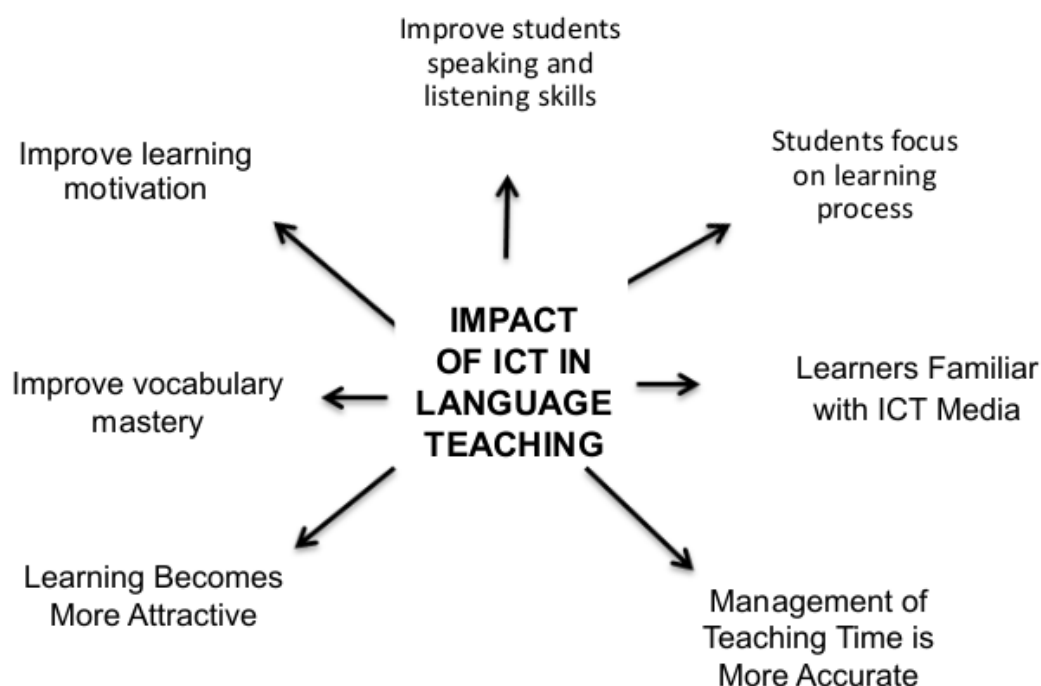 Improve students
speaking and
listening skills
Improve learning
motivation
Students focus
on learning
process
IMPACT
OF ICT IN
LANGUAGE
TEACHING
Improve vocabulary
mastery
Learners Familiar
with ICT Media
Learning Becomes
More Attractive
Management of
Teaching Time is
More Accurate